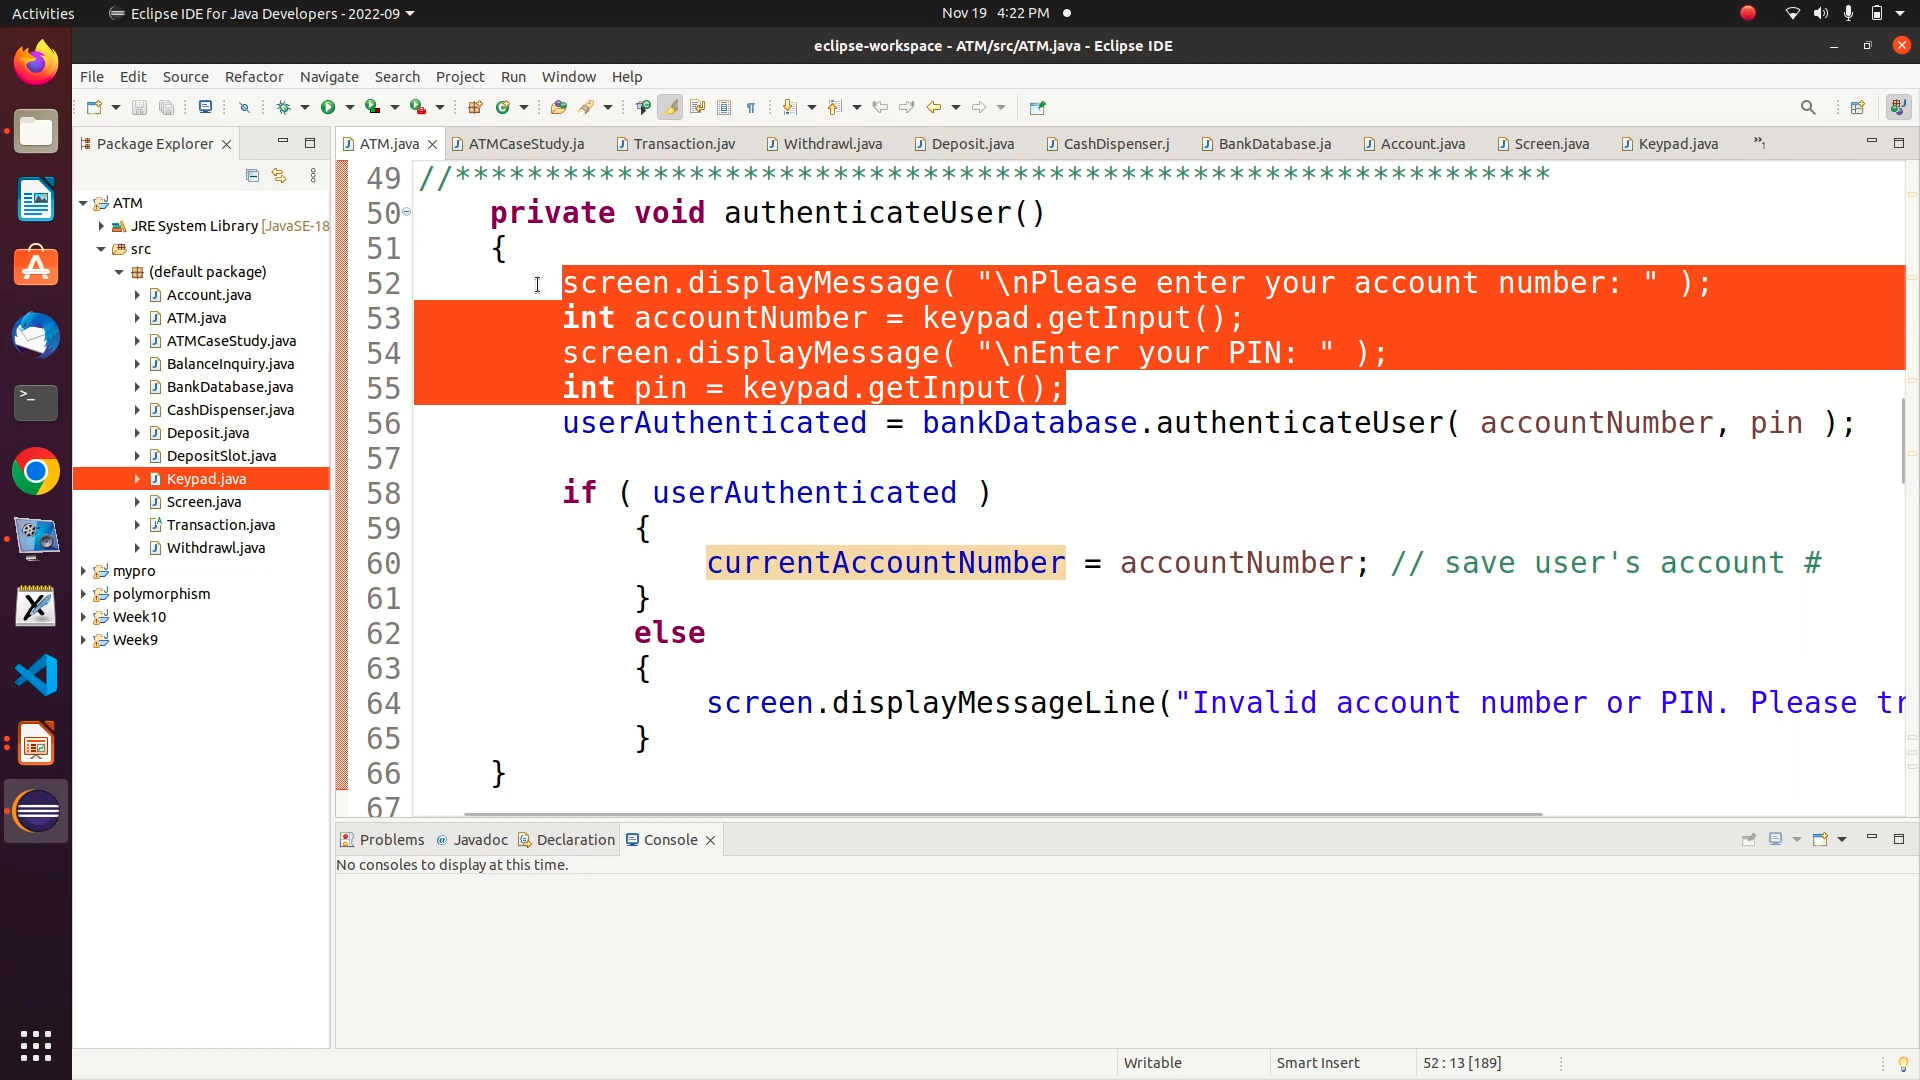 Activities
Eclipse IDE for Java Developers - 2022-09
Nov 19 4:22 PM
eclipse-workspace - ATM/src/ATM.java - Eclipse IDE
File Edit Source Refactor Navigate Search Project Run Window Help
Package Explorer
ATM
JRE System Library [JavaSE-18
src
(default package)
Account.java
ATM.java
ATMCaseStudy.java
BalanceInquiry.java
BankDatabase.java
CashDispenser.java
Deposit.java
DepositSlot.java
Keypad.java
Screen.java
Transaction.java
Withdrawl.java
mypro
polymorphism
Week10
Week9
ATM.java ATMCaseStudy.ja Transaction.jav Withdrawl.java Deposit.java CashDispenser.j BankDatabase.ja Account.java Screen.java Keypad.java »1
49 //*************************************************************
50 private void authenticateUser()
51 {
52 screen.displayMessage( "\nPlease enter your account number: " );
53 int accountNumber = keypad.getInput();
54 screen.displayMessage( "\nEnter your PIN: " );
55 int pin = keypad.getInput();
56 userAuthenticated = bankDatabase.authenticateUser( accountNumber, pin );
57
58 if ( userAuthenticated )
59 {
60 currentAccountNumber = accountNumber; // save user's account #
61 }
62 else
63 {
64 screen.displayMessageLine("Invalid account number or PIN. Please tr
65 }
66 }
67
Problems @ Javadoc Declaration Console
No consoles to display at this time.
Writable Smart Insert 52 : 13 [189]